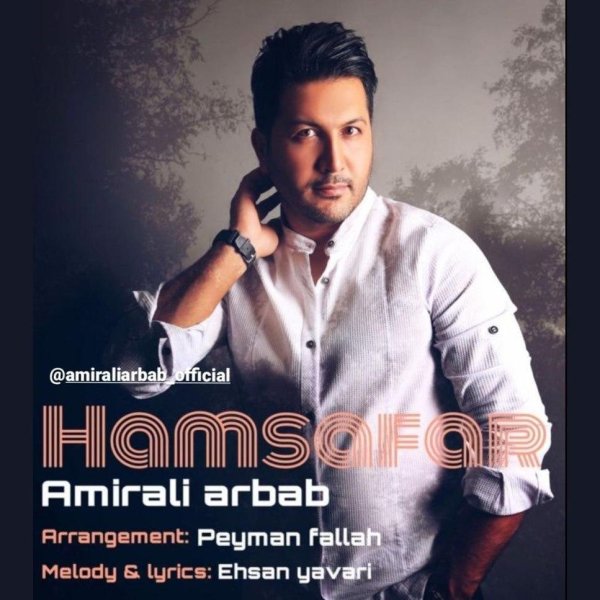 @amiraliarbab_official
Hamsafar
Amirali arbab
Arrangement: Peyman fallah
Melody & lyrics: Ehsan yavari